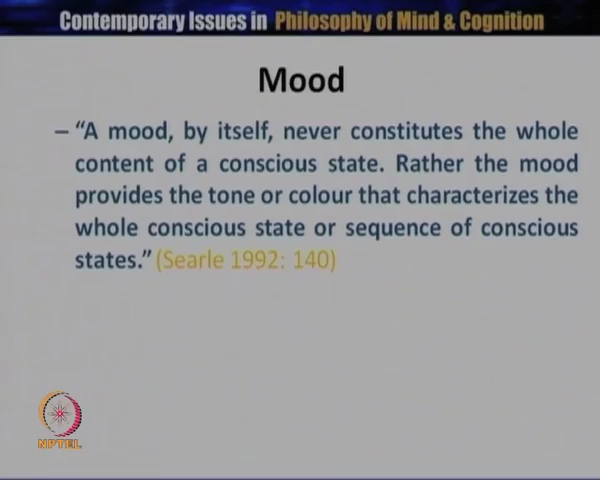 Contemporary Issues in Philosophy of Mind & Cognition
Mood
– “A mood, by itself, never constitutes the whole
content of a conscious state. Rather the mood
provides the tone or colour that characterizes the
whole conscious state or sequence of conscious
states.” (Searle 1992: 140)
NPTEL